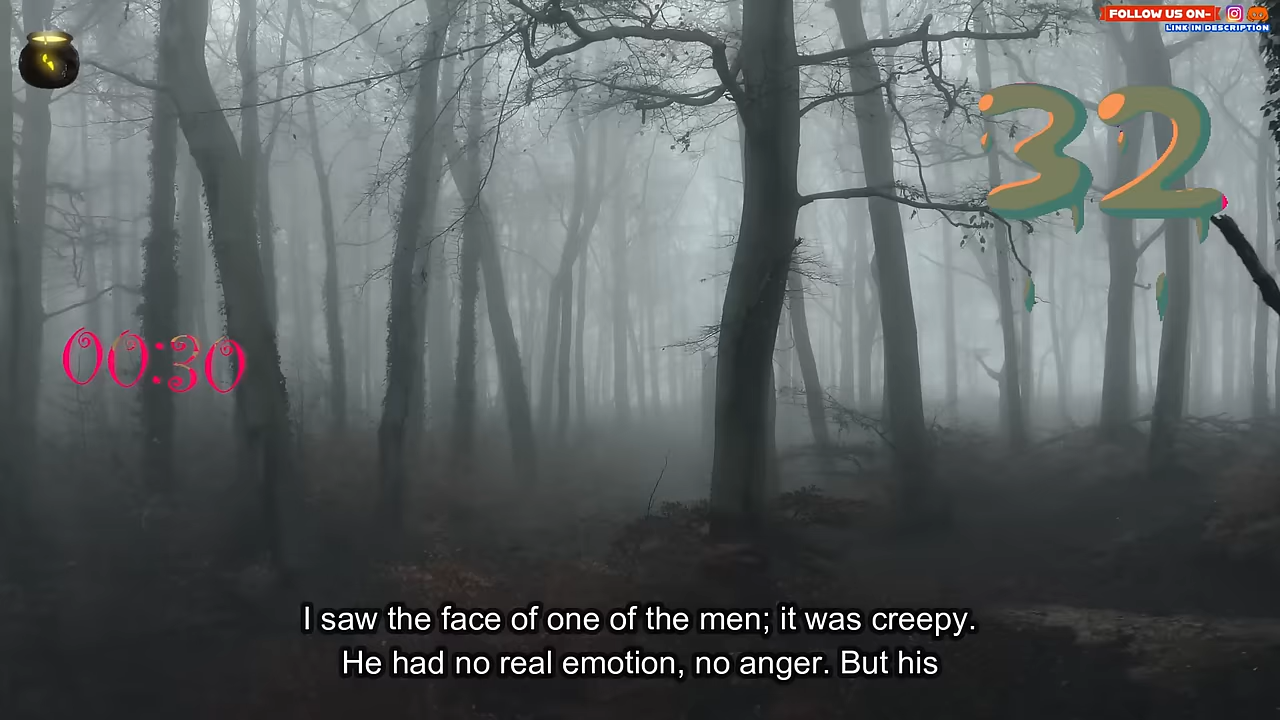 FOLLOW US ON-
LINK IN DESCRIPTION
32
00:30
I saw the face of one of the men; it was creepy.
He had no real emotion, no anger. But his